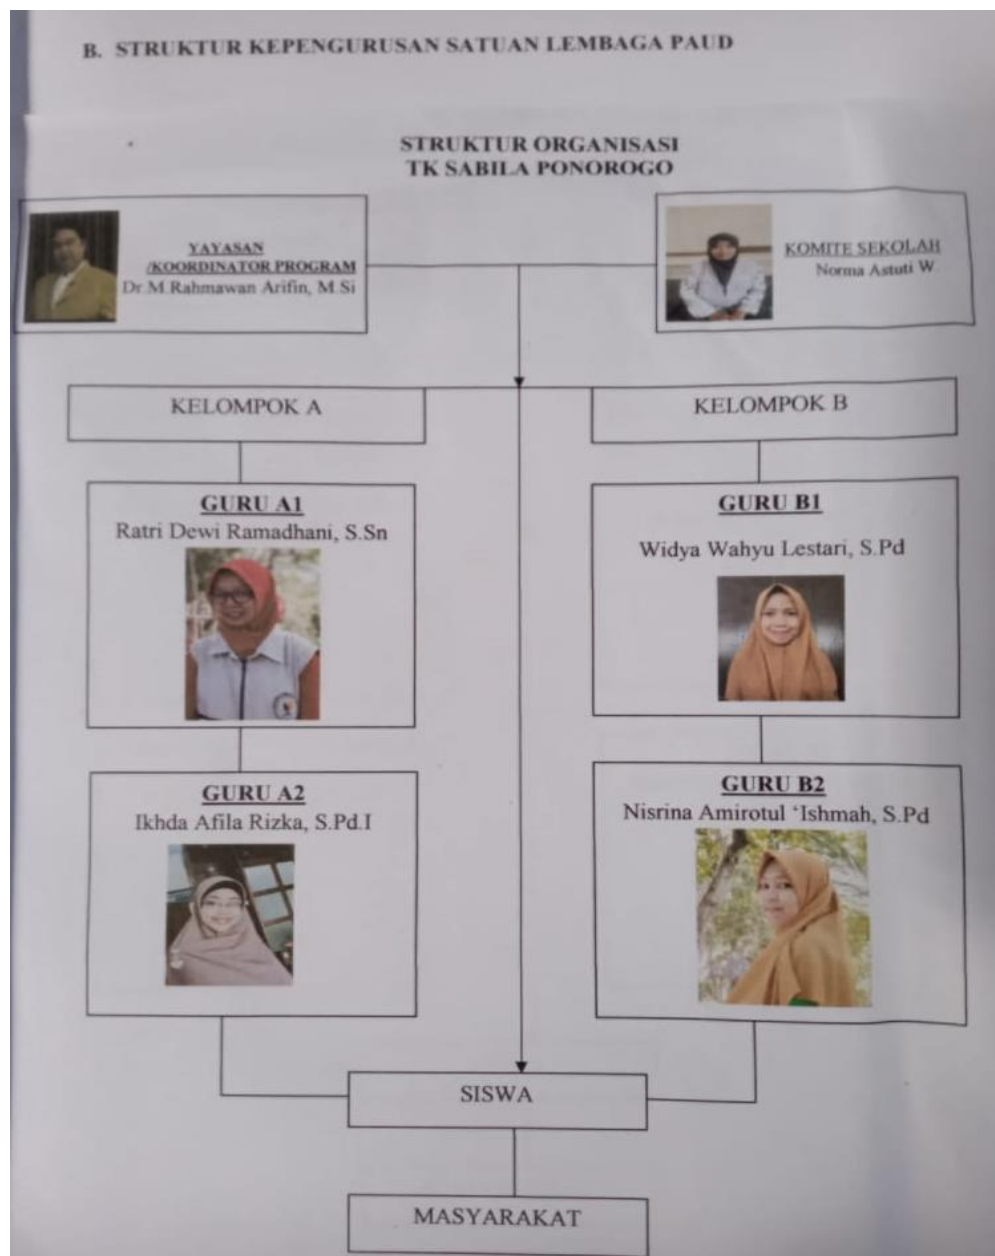 B. STRUKTUR KEPENGURUSAN SATUAN LEMBAGA PAUD
STRUKTUR ORGANISASI
TK SABILA PONOROGO
YAYASAN
/KOORDINATOR PROGRAM
Dr.M.Rahmawan Arifin, M.Si
KOMITE SEKOLAH
Norma Astuti W.
KELOMPOK A
KELOMPOK B
GURU A1
Ratri Dewi Ramadhani, S.Sn
GURU B1
Widya Wahyu Lestari, S.Pd
GURU A2
Ikhda Afila Rizka, S.Pd.I
GURU B2
Nisrina Amirotul ‘Ishmah, S.Pd
SISWA
MASYARAKAT